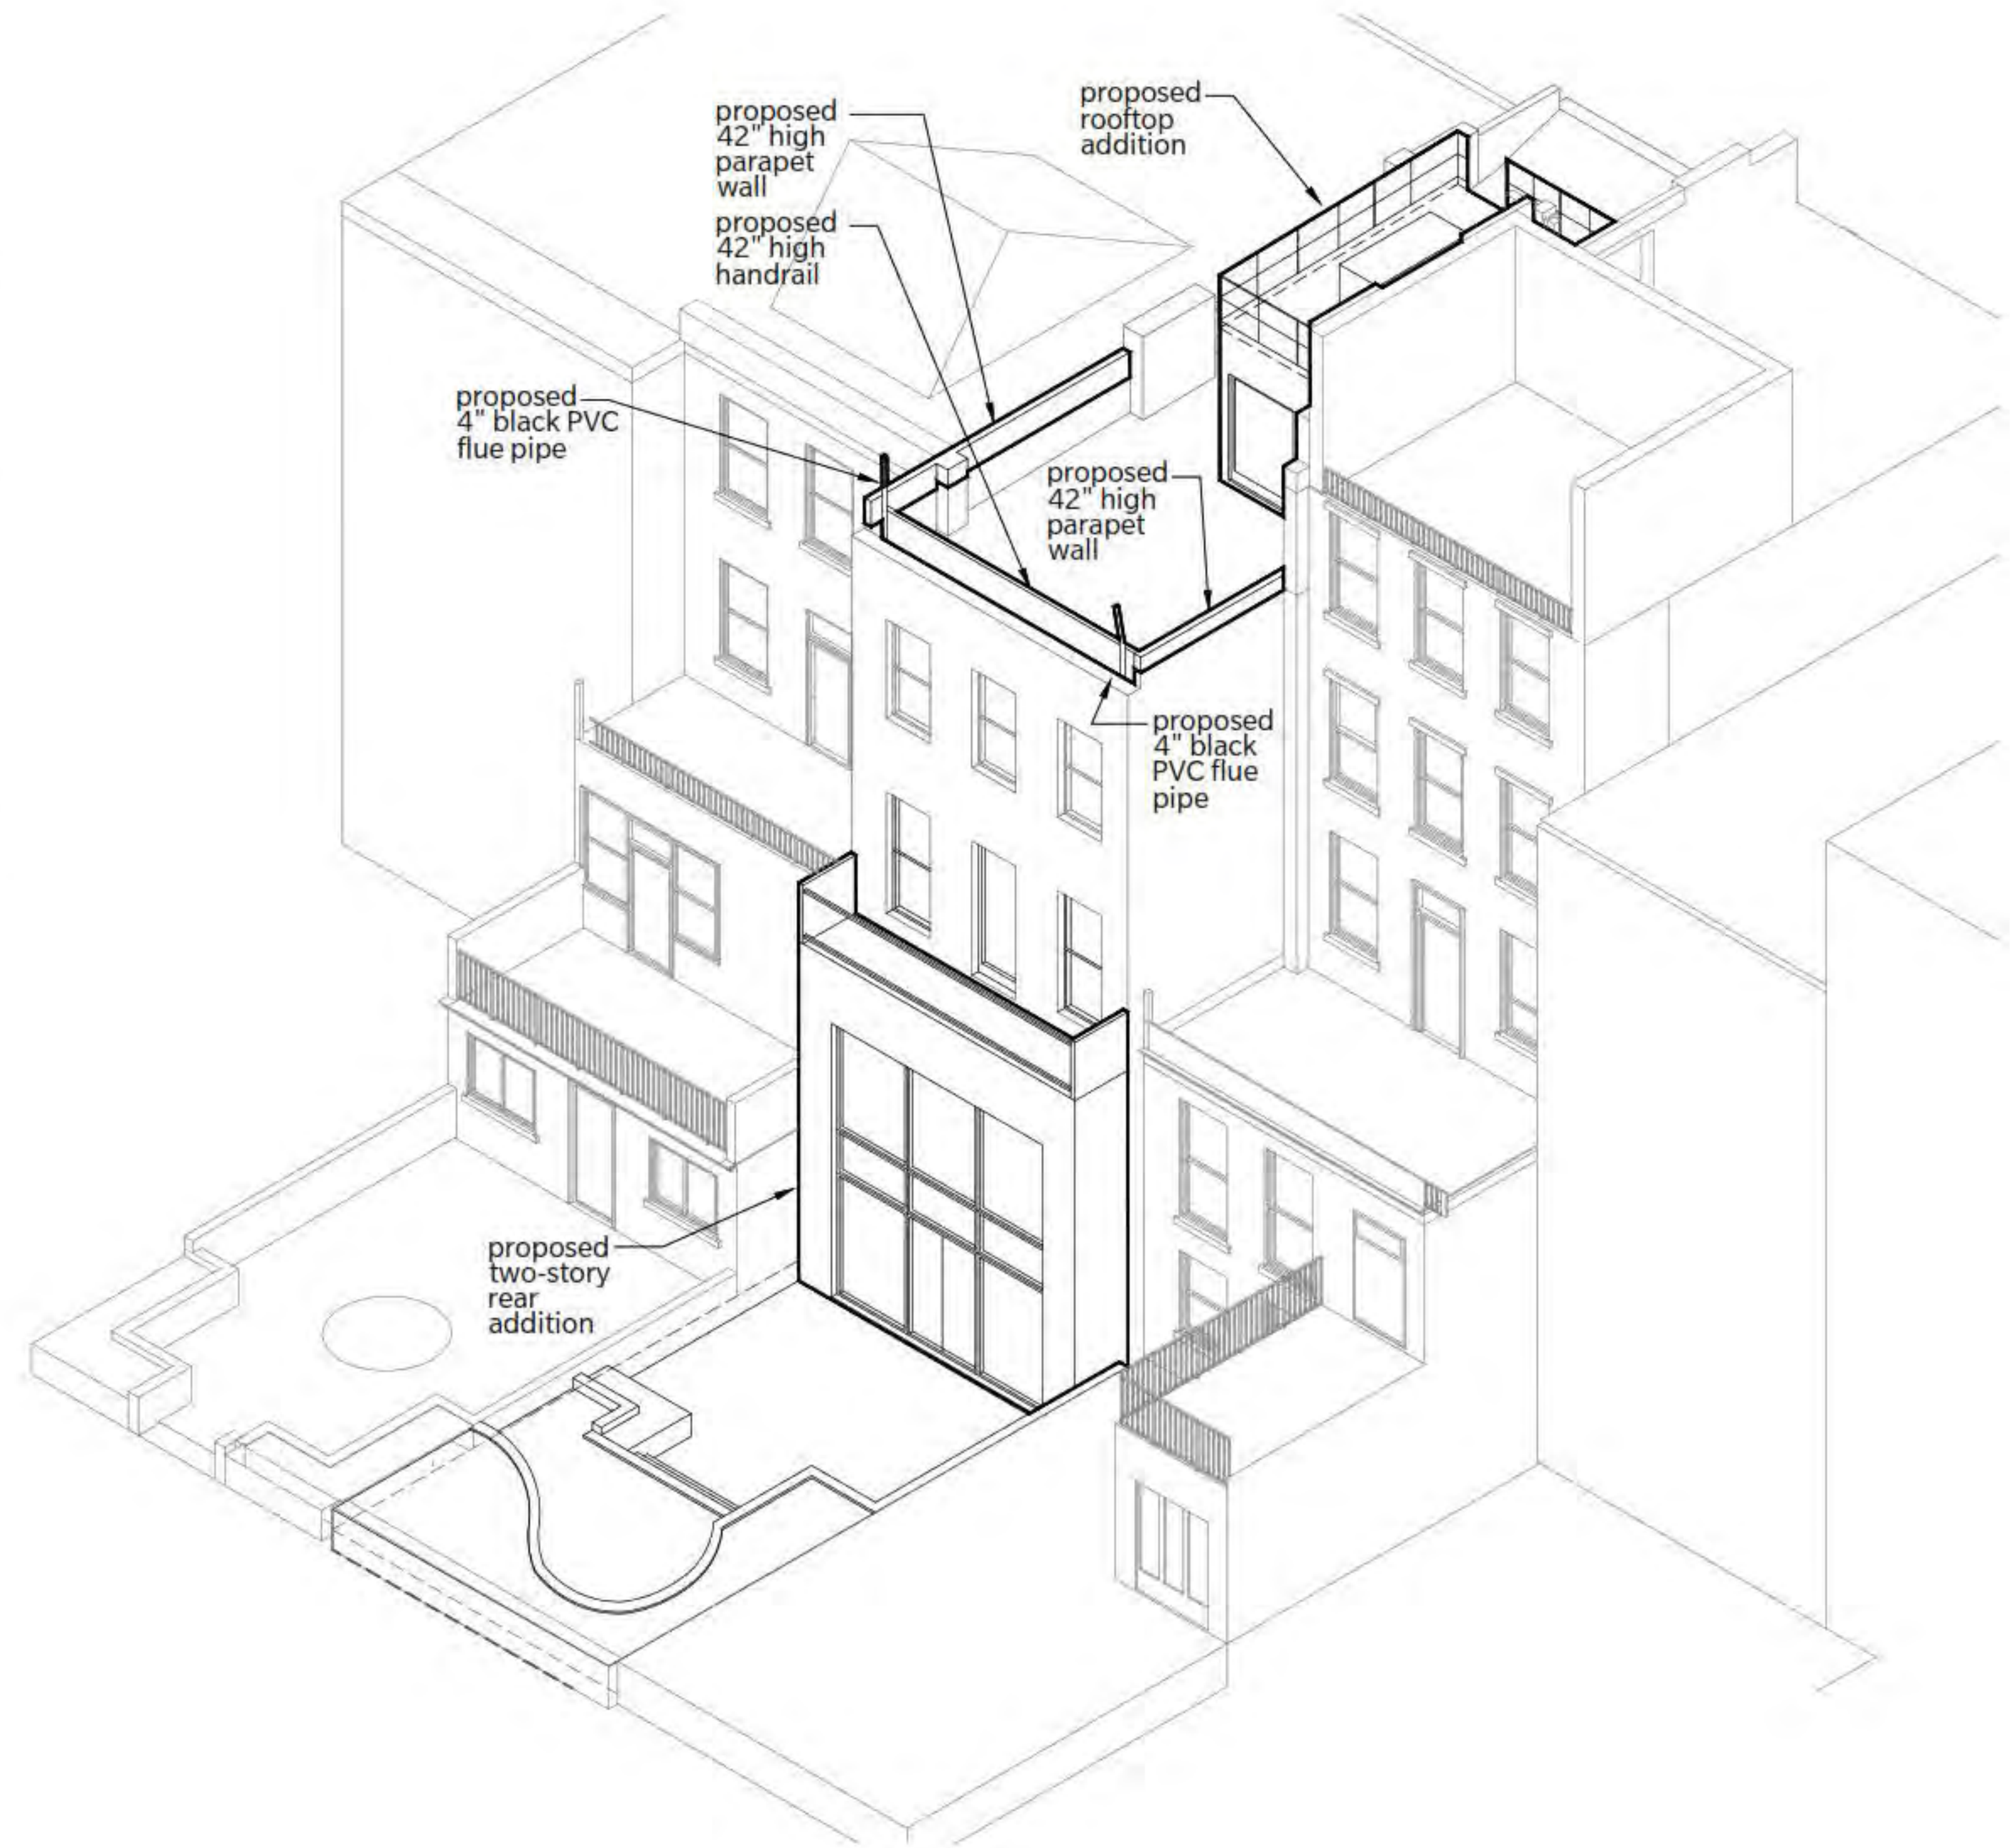 proposed
42" high
parapet
wall
proposed
42" high
handrail
proposed
rooftop
addition
proposed
4" black PVC
flue pipe
proposed
42" high
parapet
wall
proposed
4" black
PVC flue
pipe
proposed
two-story
rear
addition